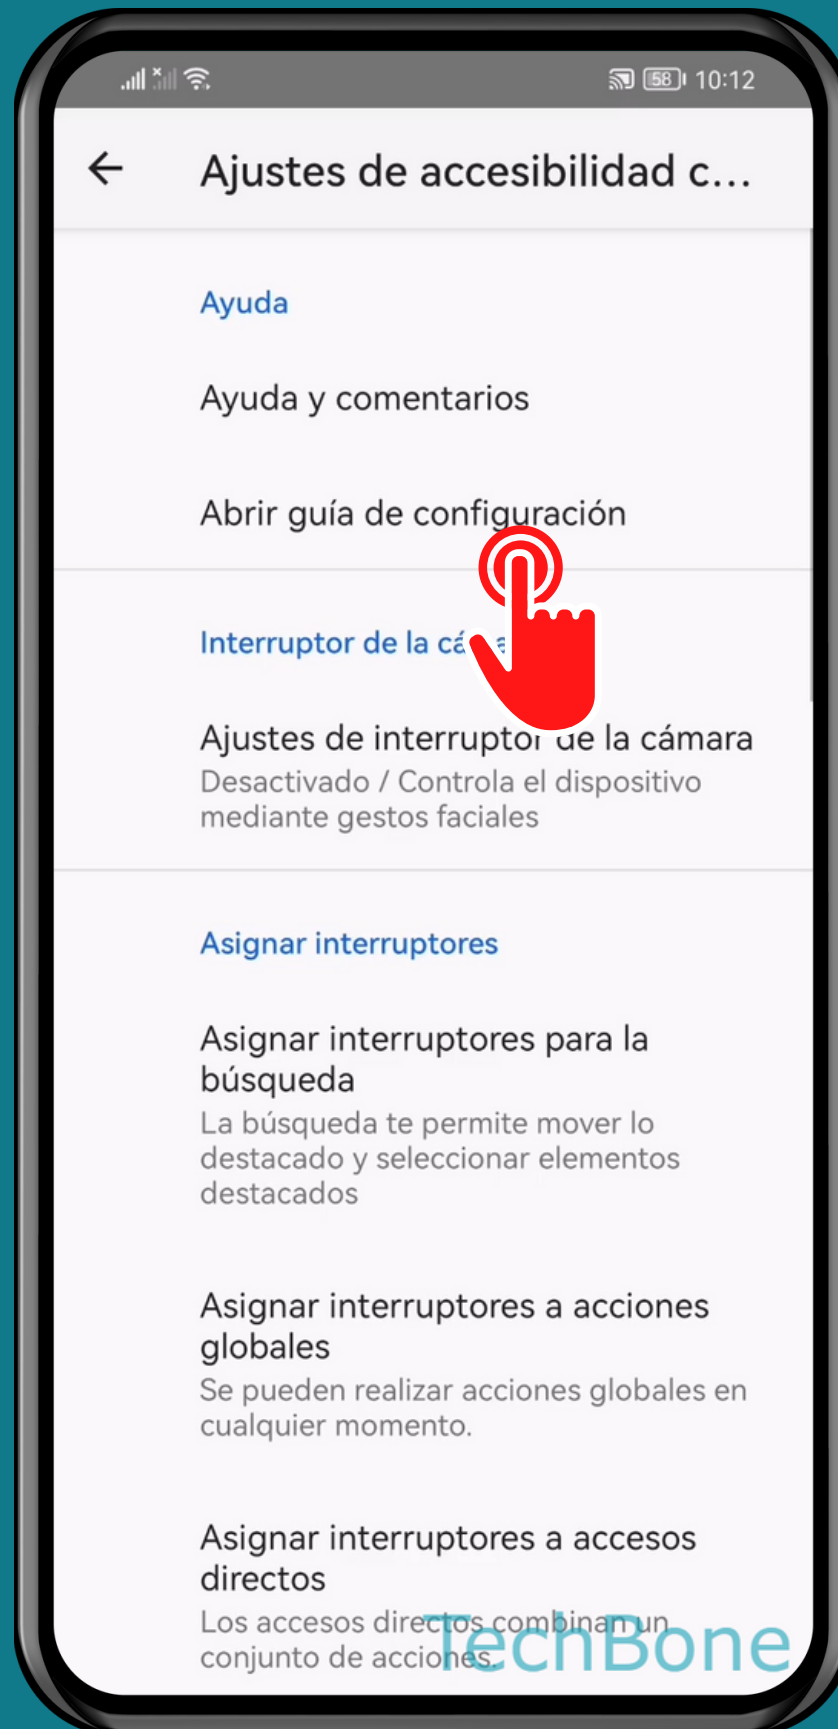 58 10:12
Ajustes de accesibilidad c...
Ayuda
Ayuda y comentarios
Abrir guía de configuración
Interruptor de la
Ajustes de interruptor de la cámara
Desactivado / Controla el dispositivo
mediante gestos faciales
Asignar interruptores
Asignar interruptores para la
búsqueda
La búsqueda te permite mover lo
destacado y seleccionar elementos
destacados
Asignar interruptores a acciones
globales
Se pueden realizar acciones globales en
cualquier momento.
Asignar interruptores a accesos
directos
Los accesos directos combinan un
conjunto de acciones.
TechBone